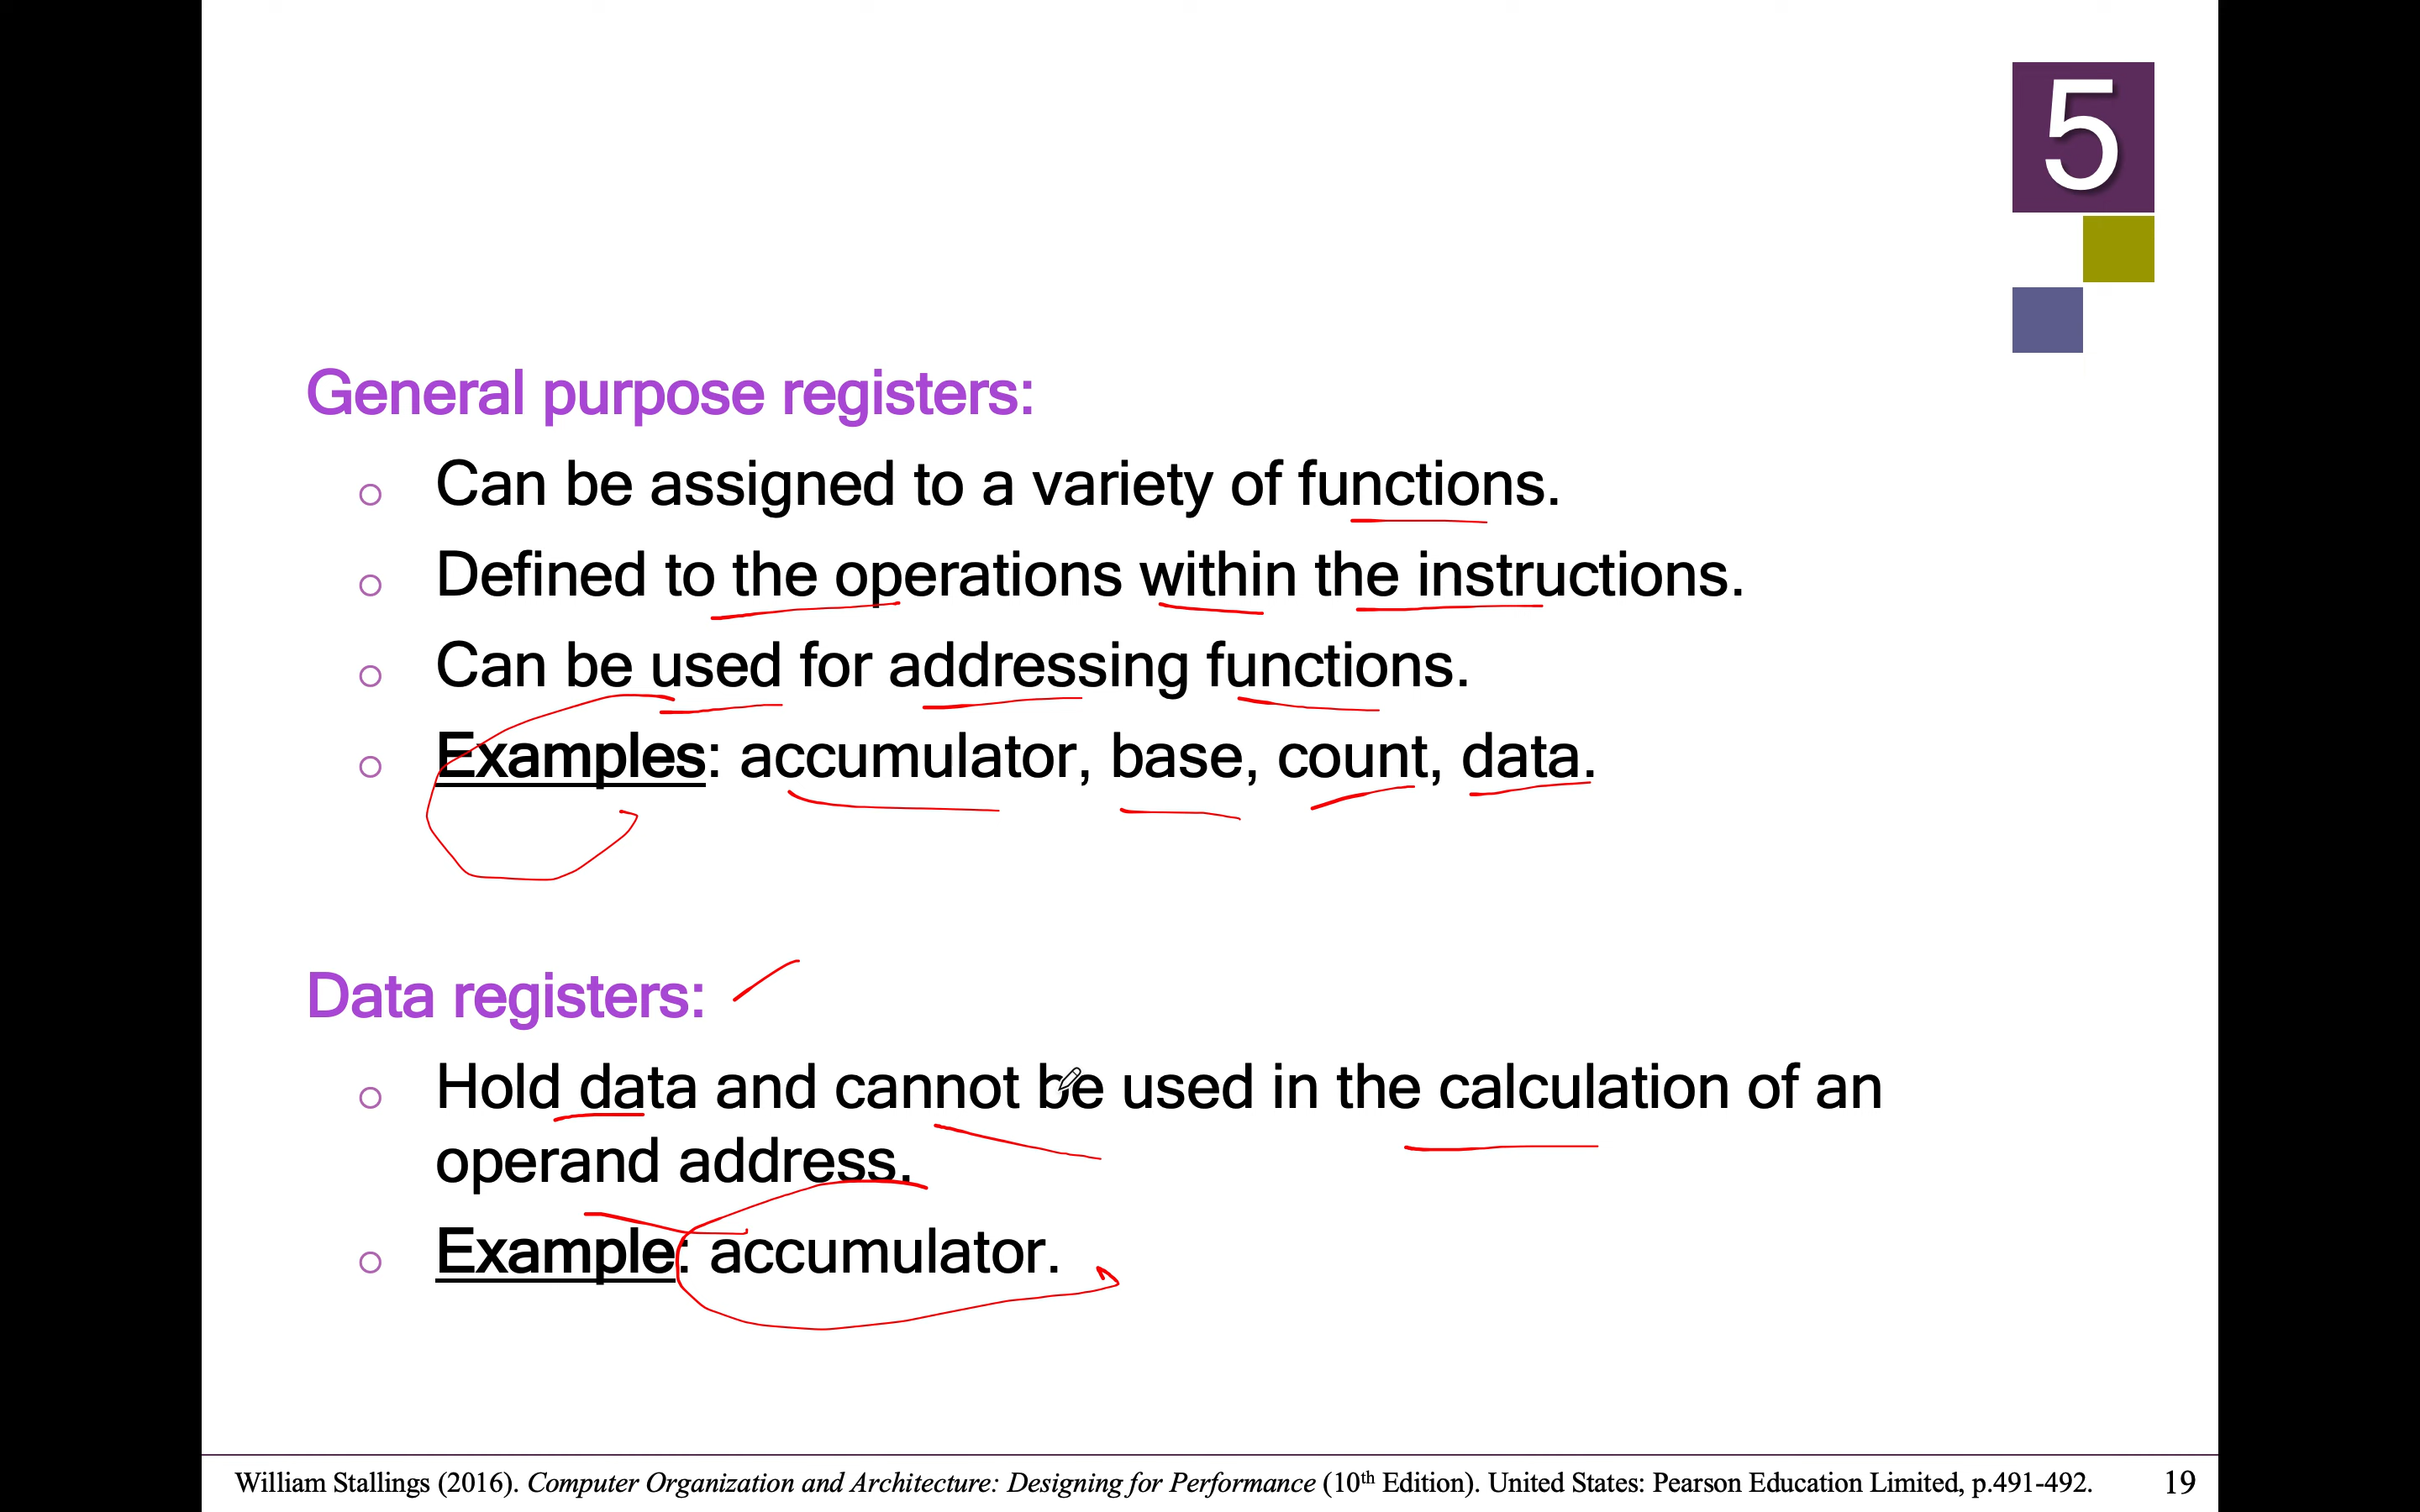 5
General purpose registers:
Can be assigned to a variety of functions.
Defined to the operations within the instructions.
Can be used for addressing functions.
Examples: accumulator, base, count, data.
Data registers:
Hold data and cannot be used in the calculation of an
operand address.
Example: accumulator.
William Stallings (2016). Computer Organization and Architecture: Designing for Performance (10th Edition). United States: Pearson Education Limited, p.491-492. 19